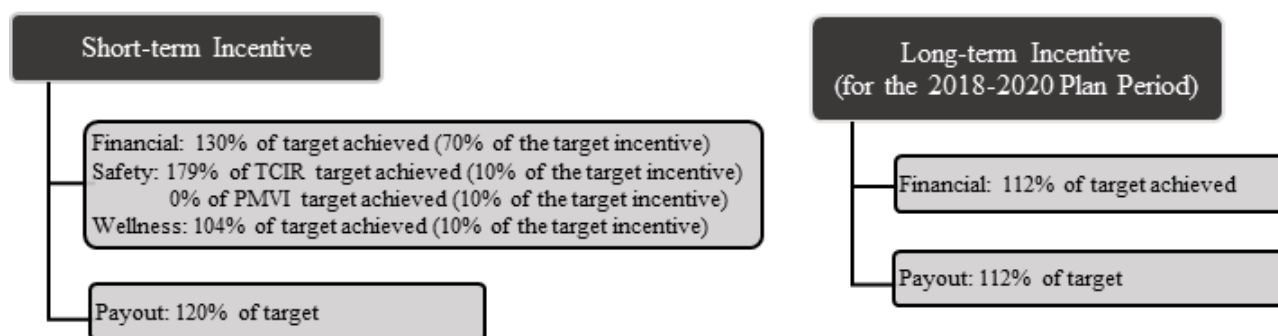 Short-term Incentive
Financial: 130% of target achieved (70% of the target incentive)
Safety: 179% of TCIR target achieved (10% of the target incentive)
0% of PMVI target achieved (10% of the target incentive)
Wellness: 104% of target achieved (10% of the target incentive)
Payout: 120% of target
Long-term Incentive
(for the 2018-2020 Plan Period)
Financial: 112% of target achieved
Payout: 112% of target